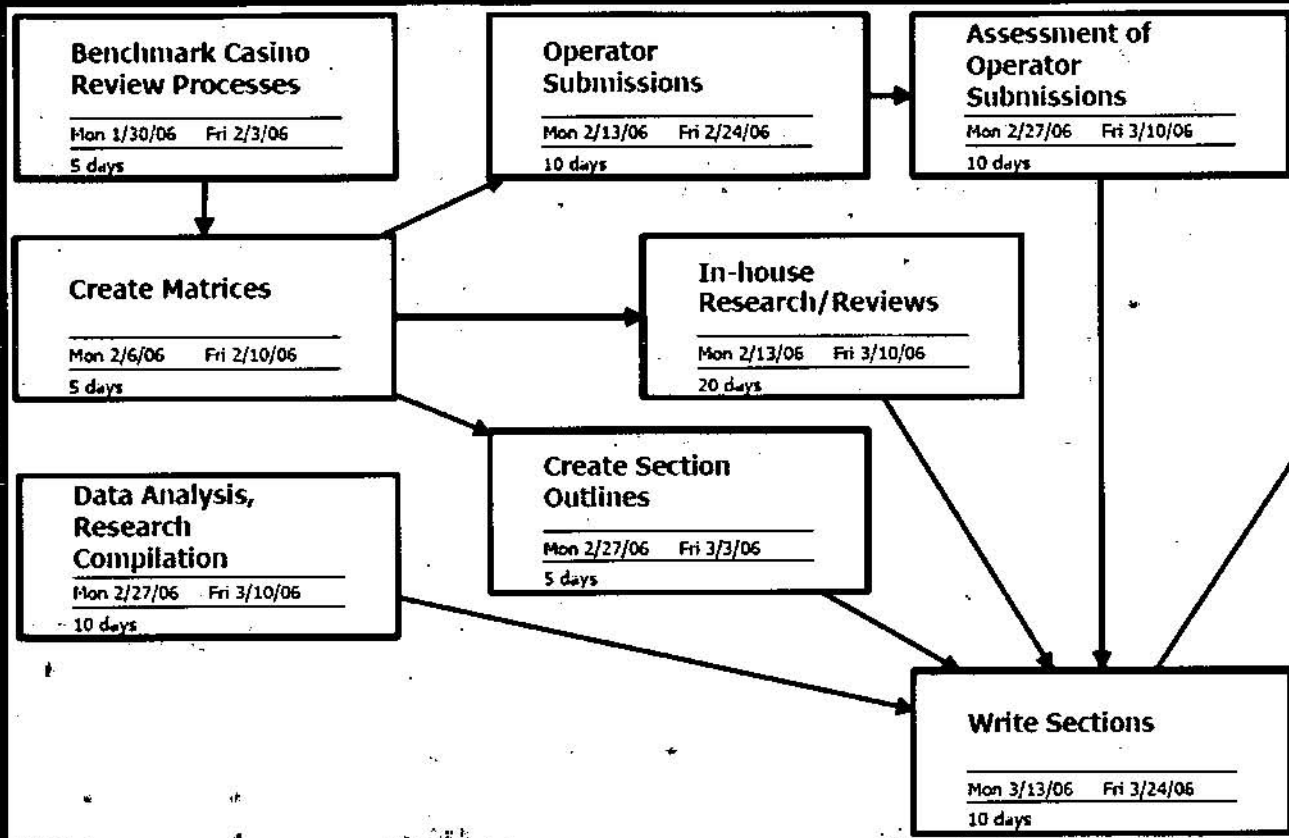 Benchmark Casino
Review Processes
Mon 1/30/06 Fri 2/3/06
5 days
Operator
Submissions
Mon 2/13/06 Fri 2/24/06
10 days
Assessment of
Operator
Submissions
Mon 2/27/06 Fri 3/10/06
10 days
Create Matrices
Mon 2/6/06 Fri 2/10/06
5 days
In-house
Research/Reviews
Mon 2/13/06 Fri 3/10/06
20 days
Create Section
Outlines
Mon 2/27/06 Fri 3/3/06
5 days
Data Analysis,
Research
Compilation
Mon 2/27/06 Fri 3/10/06
10 days
Write Sections
Mon 3/13/06 Fri 3/24/06
10 days